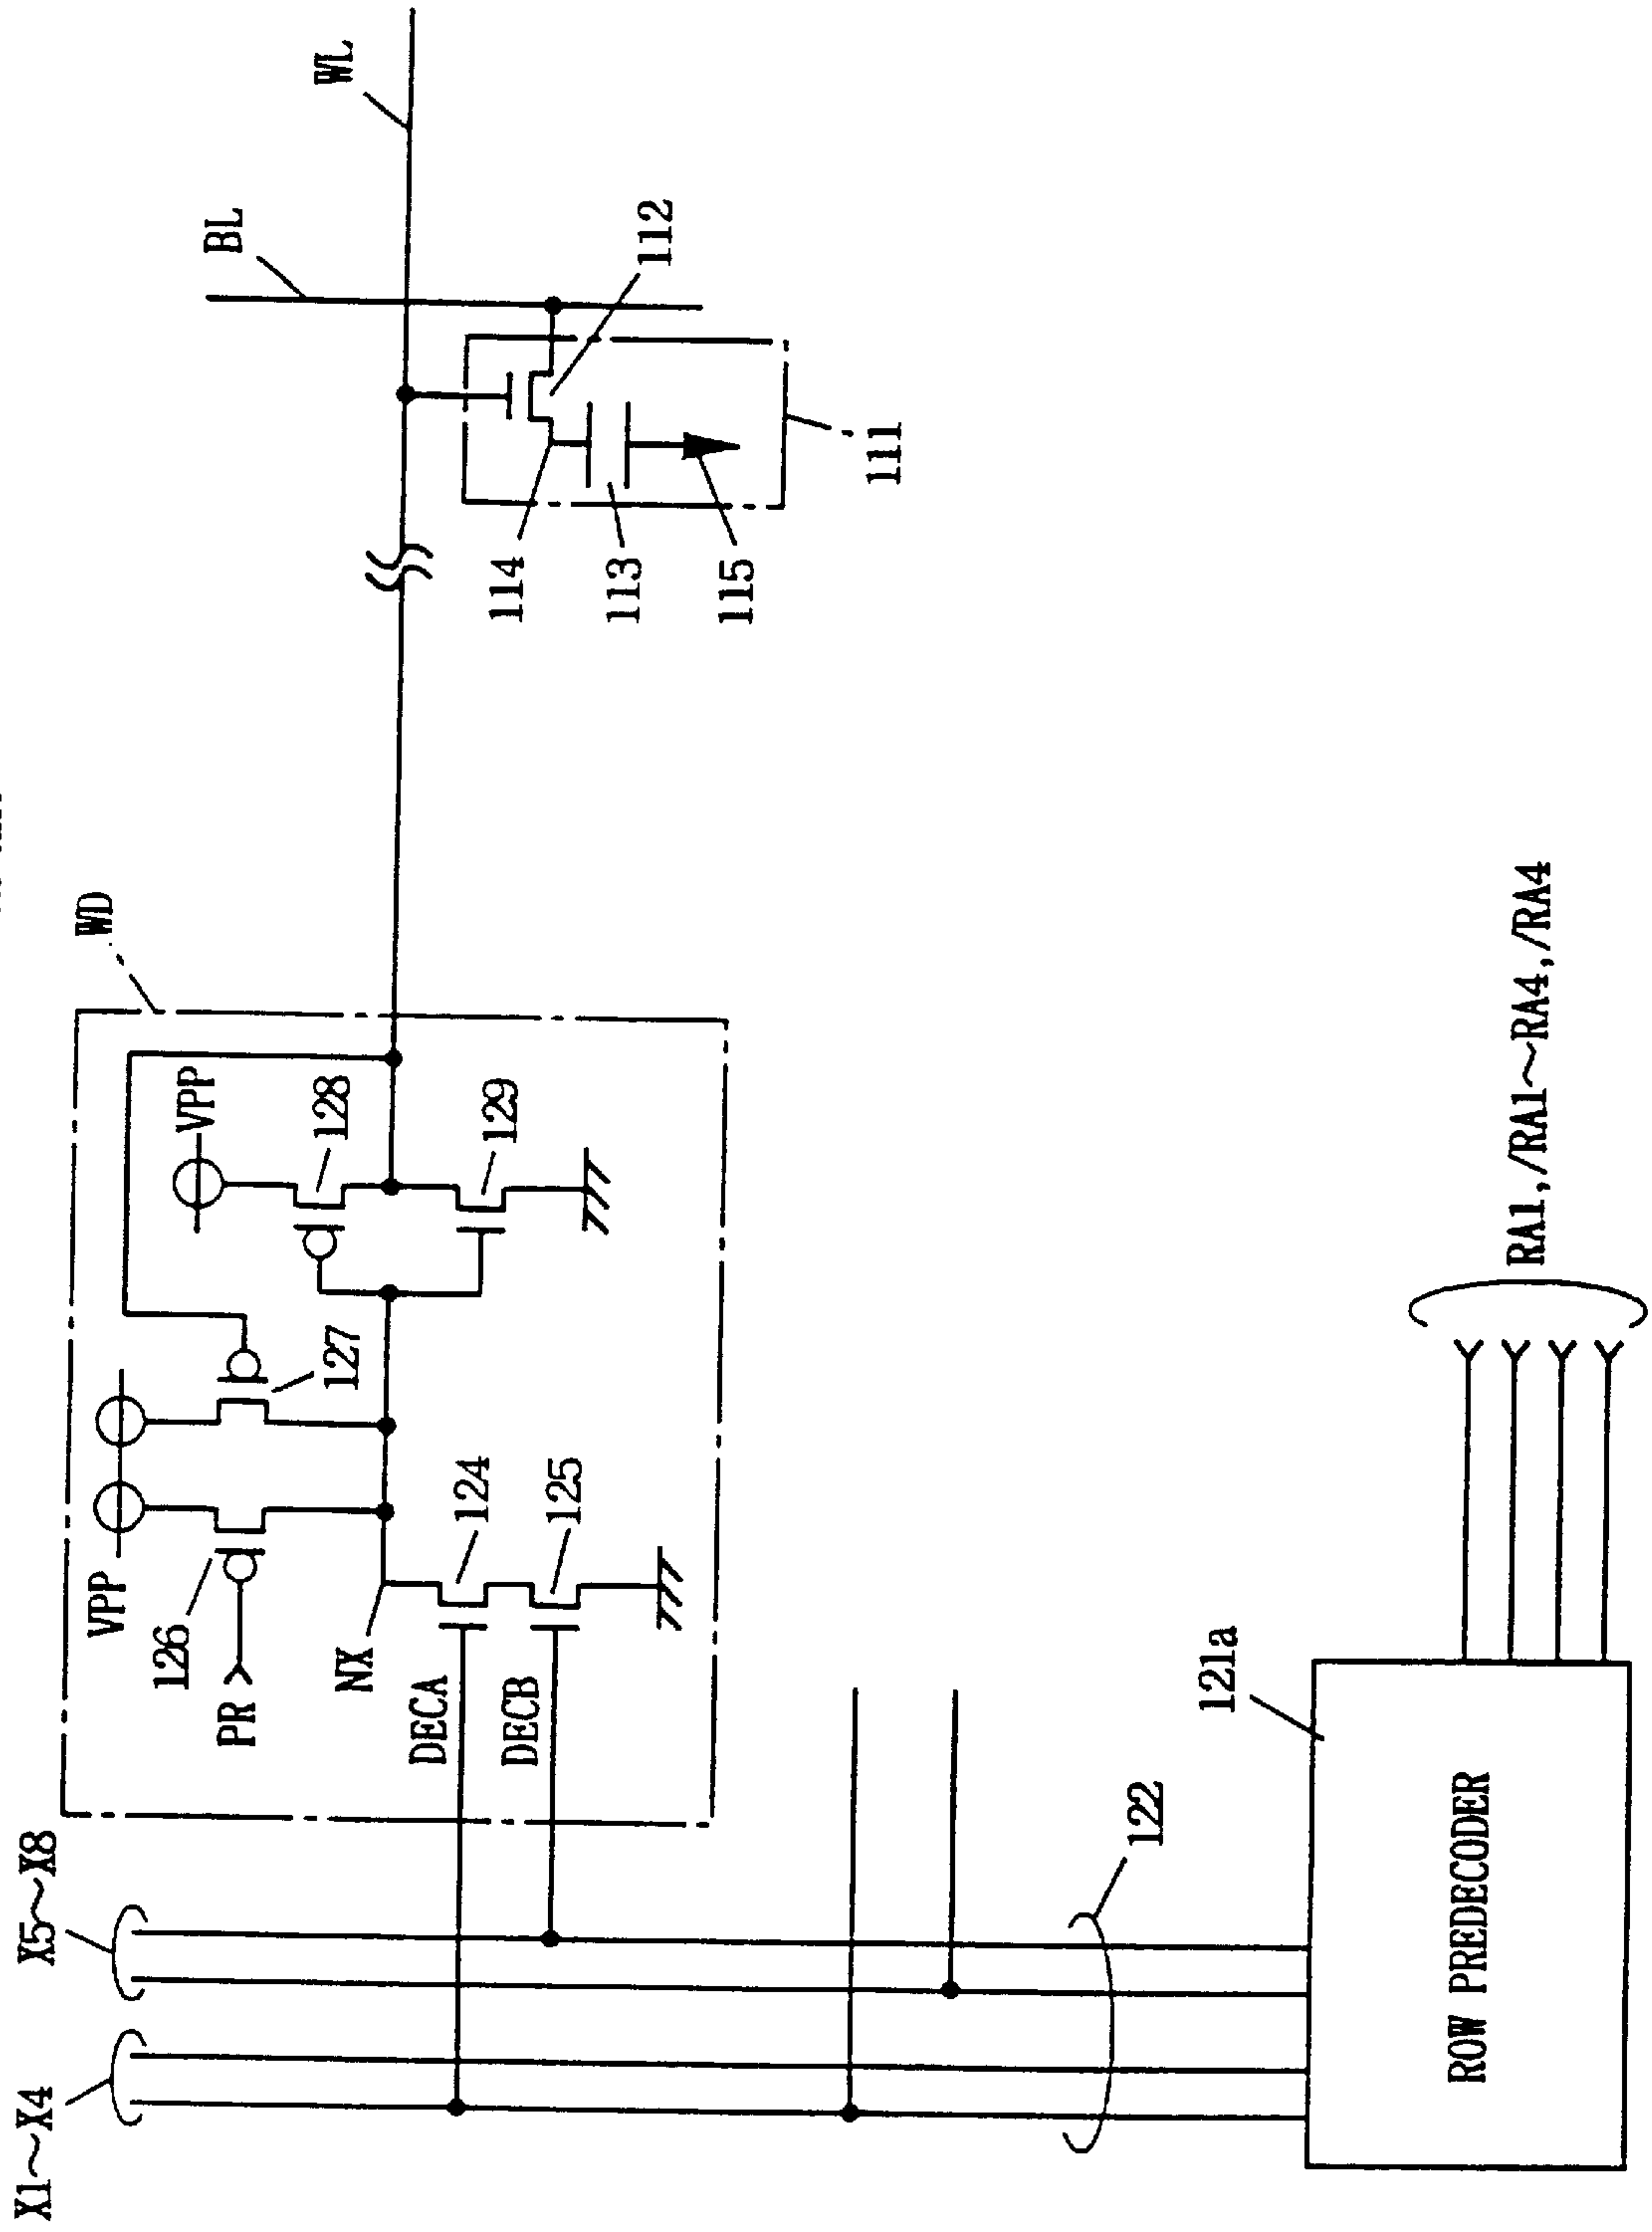 X1～X4
X5～X8
WD
VPP
VPP
126
PR
127
128
129
NX
124
125
DECA
DECB
WL
BL
112
114
113
115
111
122
121a
ROW PREDECODER
RA1,/RA1～RA4,/RA4